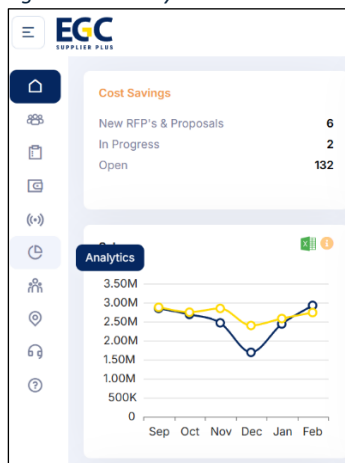 EGC
SUPPLIER PLUS
Cost Savings
New RFP's & Proposals 6
In Progress 2
Open 132
Analytics
3.50M
3.00M
2.50M
2.00M
1.50M
1.00M
500K
0
Sep Oct Nov Dec Jan Feb